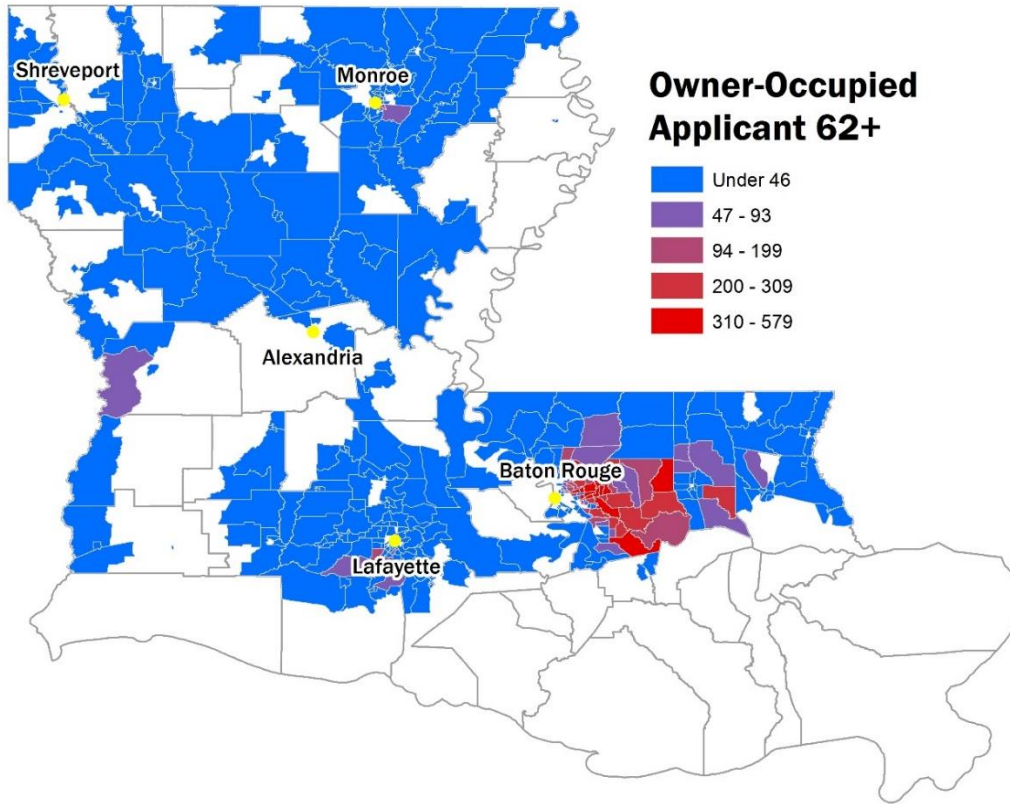 Shreveport
Monroe
Owner-Occupied
Applicant 62+
Under 46
47 - 93
94 - 199
200 - 309
310 - 579
Alexandria
Baton Rouge
Lafayette